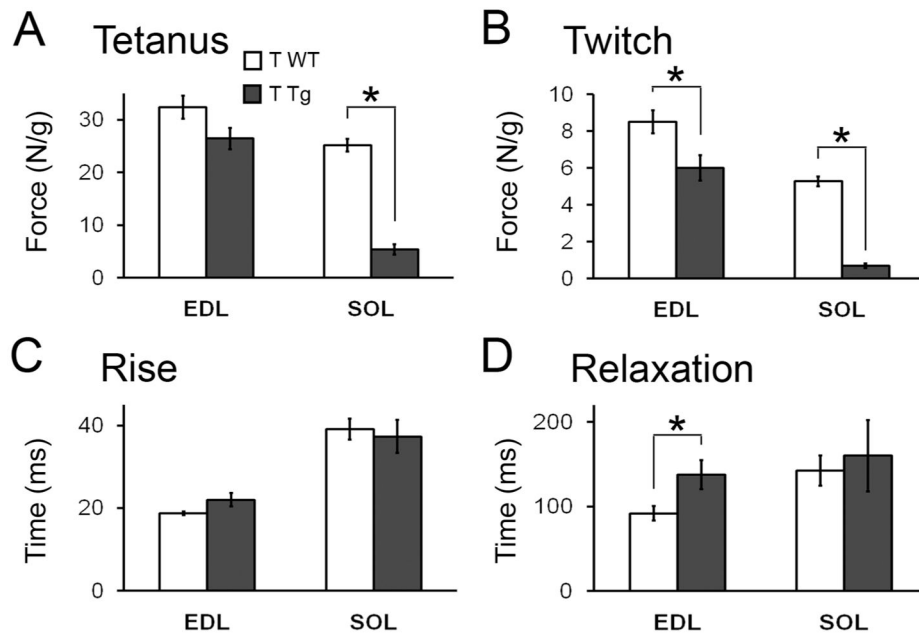 A Tetanus
T WT
T Tg
*
Force (N/g)
30
20
10
0
EDL SOL
B Twitch
*
*
Force (N/g)
10
8
6
4
2
0
EDL SOL
C Rise
Time (ms)
40
20
0
EDL SOL
D Relaxation
*
Time (ms)
200
100
0
EDL SOL